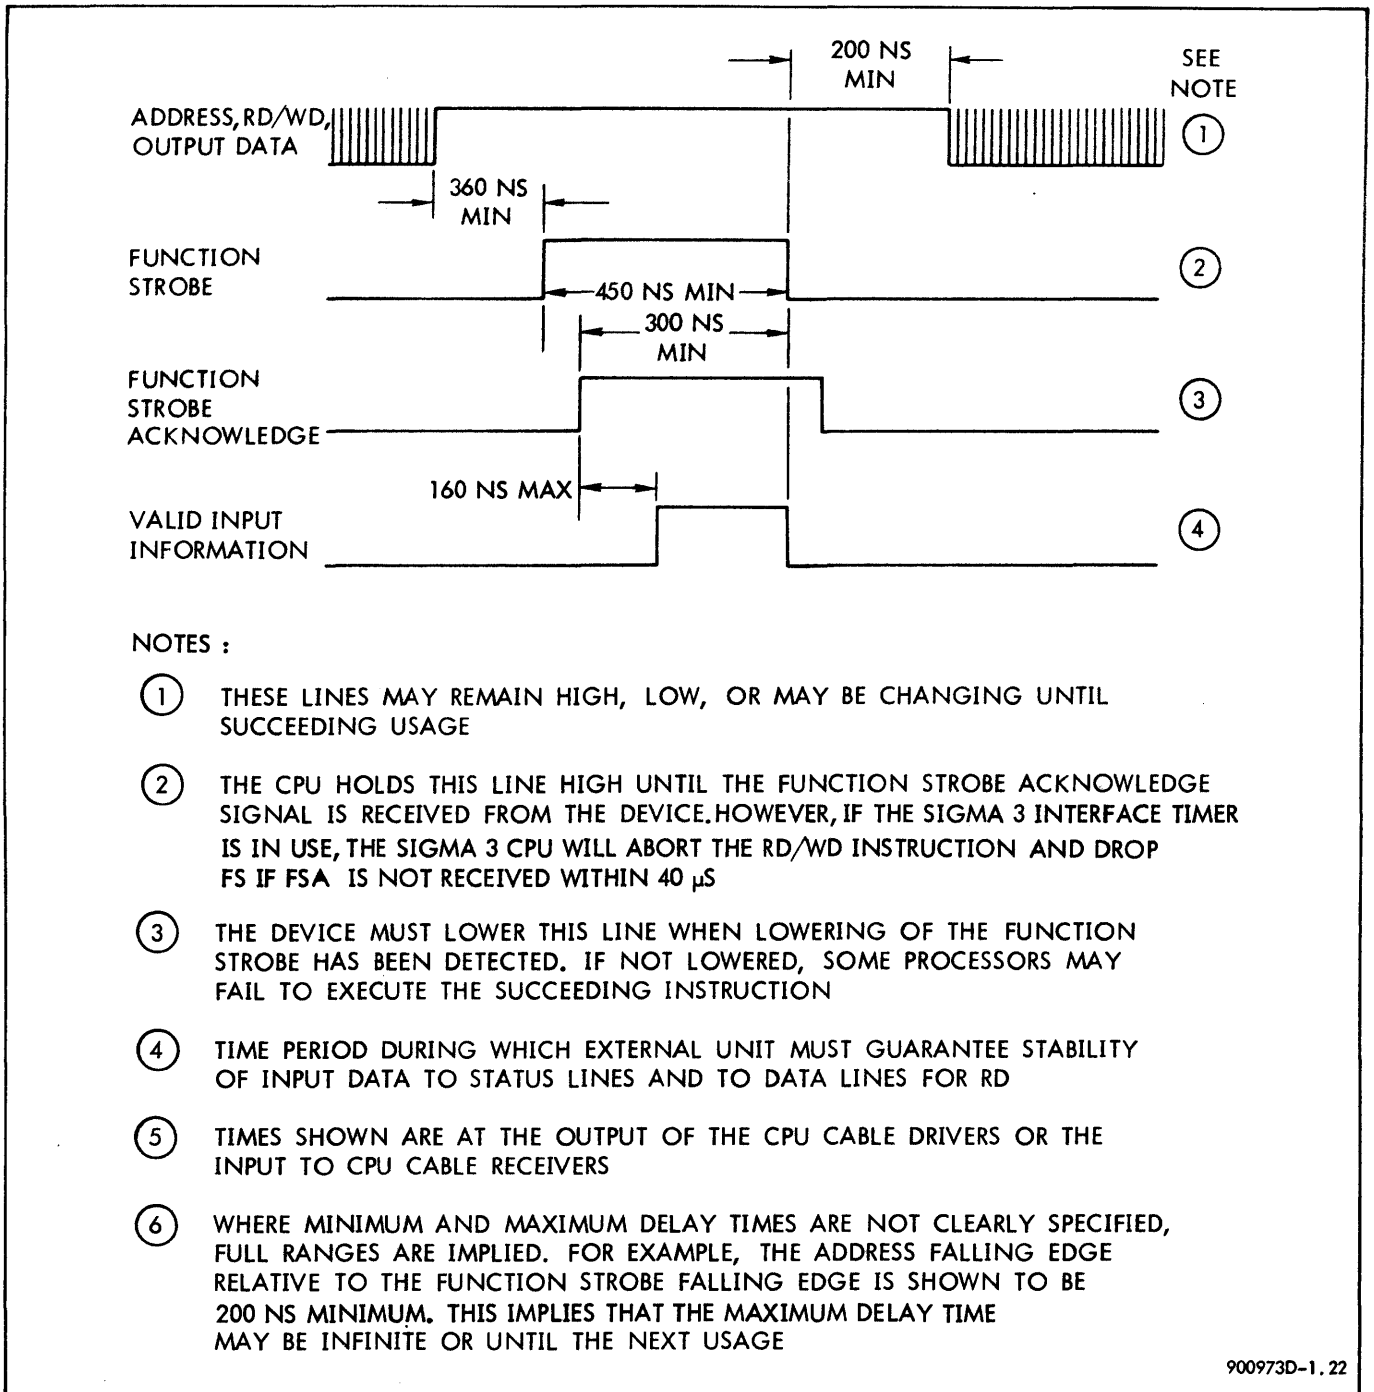 200 NS
MIN
SEE
NOTE
ADDRESS, RD/WD,
OUTPUT DATA
1
360 NS
MIN
FUNCTION
STROBE
2
450 NS MIN
300 NS
MIN
FUNCTION
STROBE
ACKNOWLEDGE
3
160 NS MAX
VALID INPUT
INFORMATION
4
NOTES :
1 THESE LINES MAY REMAIN HIGH, LOW, OR MAY BE CHANGING UNTIL
SUCCEEDING USAGE
2 THE CPU HOLDS THIS LINE HIGH UNTIL THE FUNCTION STROBE ACKNOWLEDGE
SIGNAL IS RECEIVED FROM THE DEVICE. HOWEVER, IF THE SIGMA 3 INTERFACE TIMER
IS IN USE, THE SIGMA 3 CPU WILL ABORT THE RD/WD INSTRUCTION AND DROP
FS IF FSA IS NOT RECEIVED WITHIN 40 µS
3 THE DEVICE MUST LOWER THIS LINE WHEN LOWERING OF THE FUNCTION
STROBE HAS BEEN DETECTED. IF NOT LOWERED, SOME PROCESSORS MAY
FAIL TO EXECUTE THE SUCCEEDING INSTRUCTION
4 TIME PERIOD DURING WHICH EXTERNAL UNIT MUST GUARANTEE STABILITY
OF INPUT DATA TO STATUS LINES AND TO DATA LINES FOR RD
5 TIMES SHOWN ARE AT THE OUTPUT OF THE CPU CABLE DRIVERS OR THE
INPUT TO CPU CABLE RECEIVERS
6 WHERE MINIMUM AND MAXIMUM DELAY TIMES ARE NOT CLEARLY SPECIFIED,
FULL RANGES ARE IMPLIED. FOR EXAMPLE, THE ADDRESS FALLING EDGE
RELATIVE TO THE FUNCTION STROBE FALLING EDGE IS SHOWN TO BE
200 NS MINIMUM. THIS IMPLIES THAT THE MAXIMUM DELAY TIME
MAY BE INFINITE OR UNTIL THE NEXT USAGE
900973D-1.22